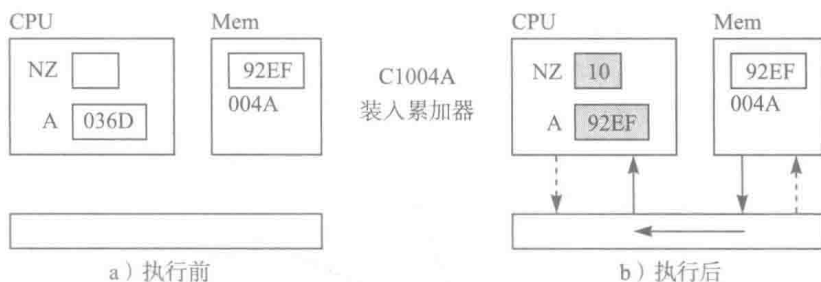 CPU
Mem
NZ
92EF
004A
A
036D
a）执行前
C1004A
装入累加器
CPU
Mem
NZ
10
92EF
004A
A
92EF
b）执行后